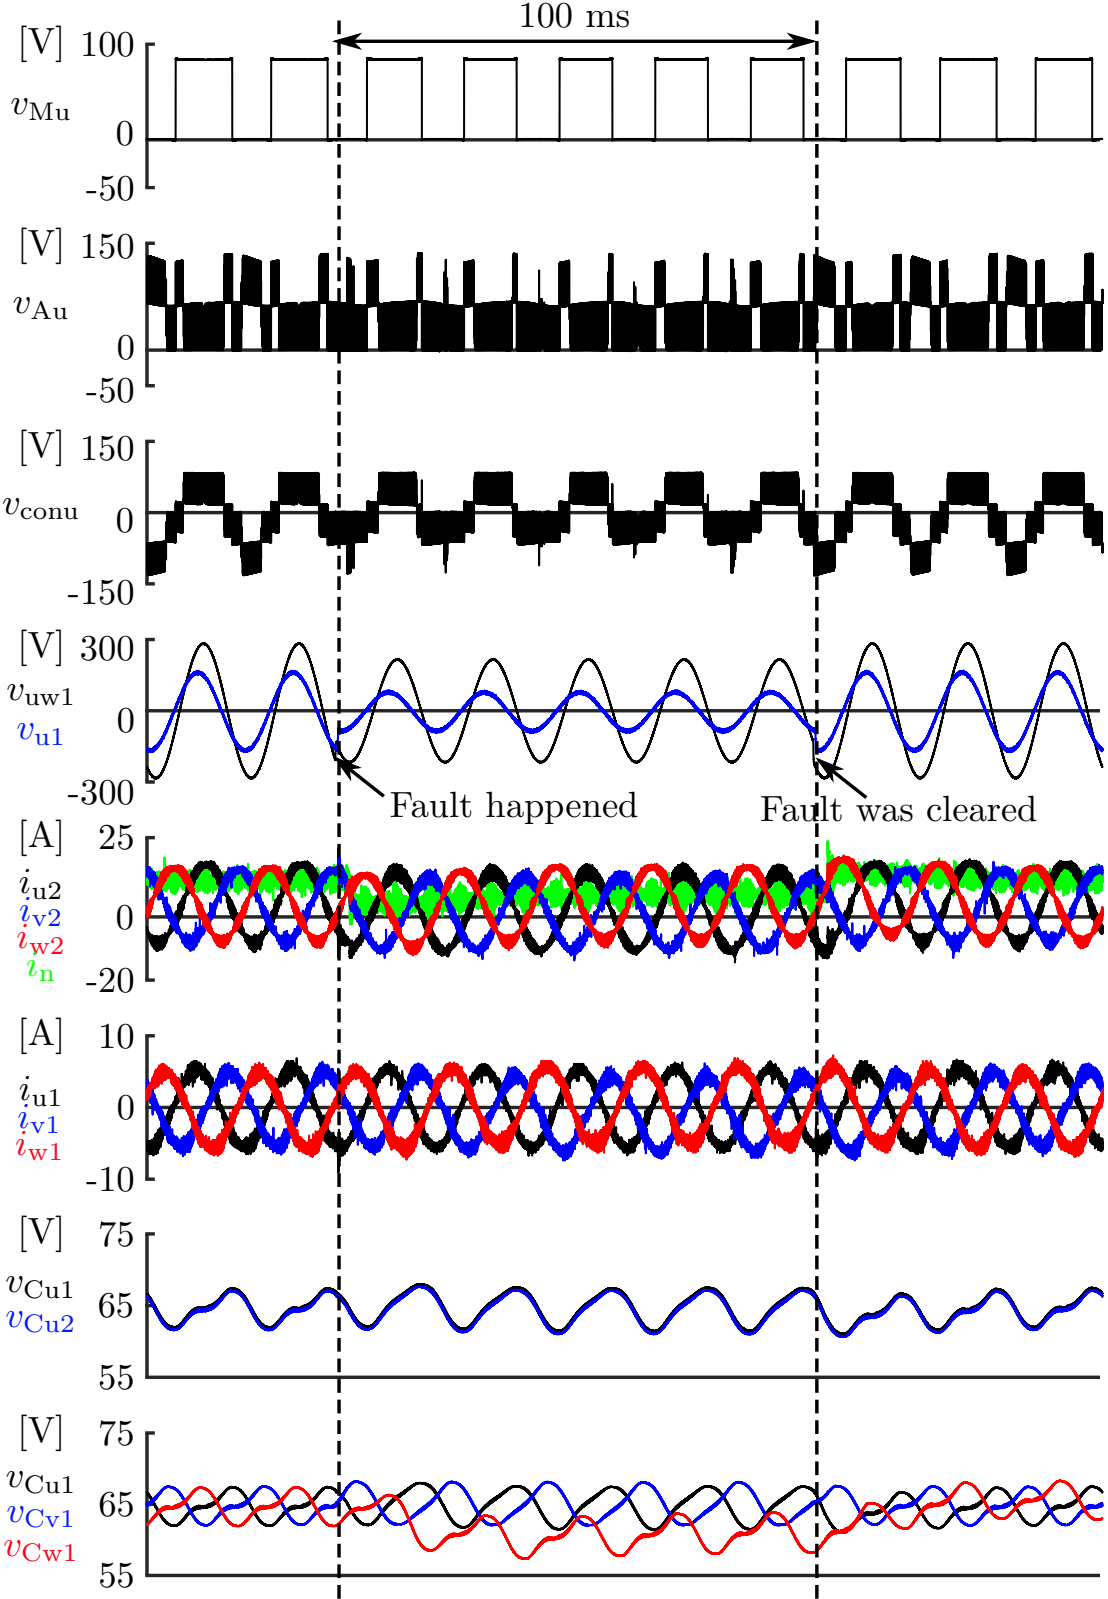 100 ms
[V] 100
vMu
0
-50
[V] 150
vAu
0
-50
[V] 150
vconu
0
-150
[V] 300
vuw1
vu1
0
-300
Fault happened
Fault was cleared
[A] 25
iu2
iv2
iw2
in
0
-20
[A] 10
iu1
iv1
iw1
0
-10
[V] 75
vCu1
vCu2
65
55
[V] 75
vCu1
vCv1
vCw1
65
55